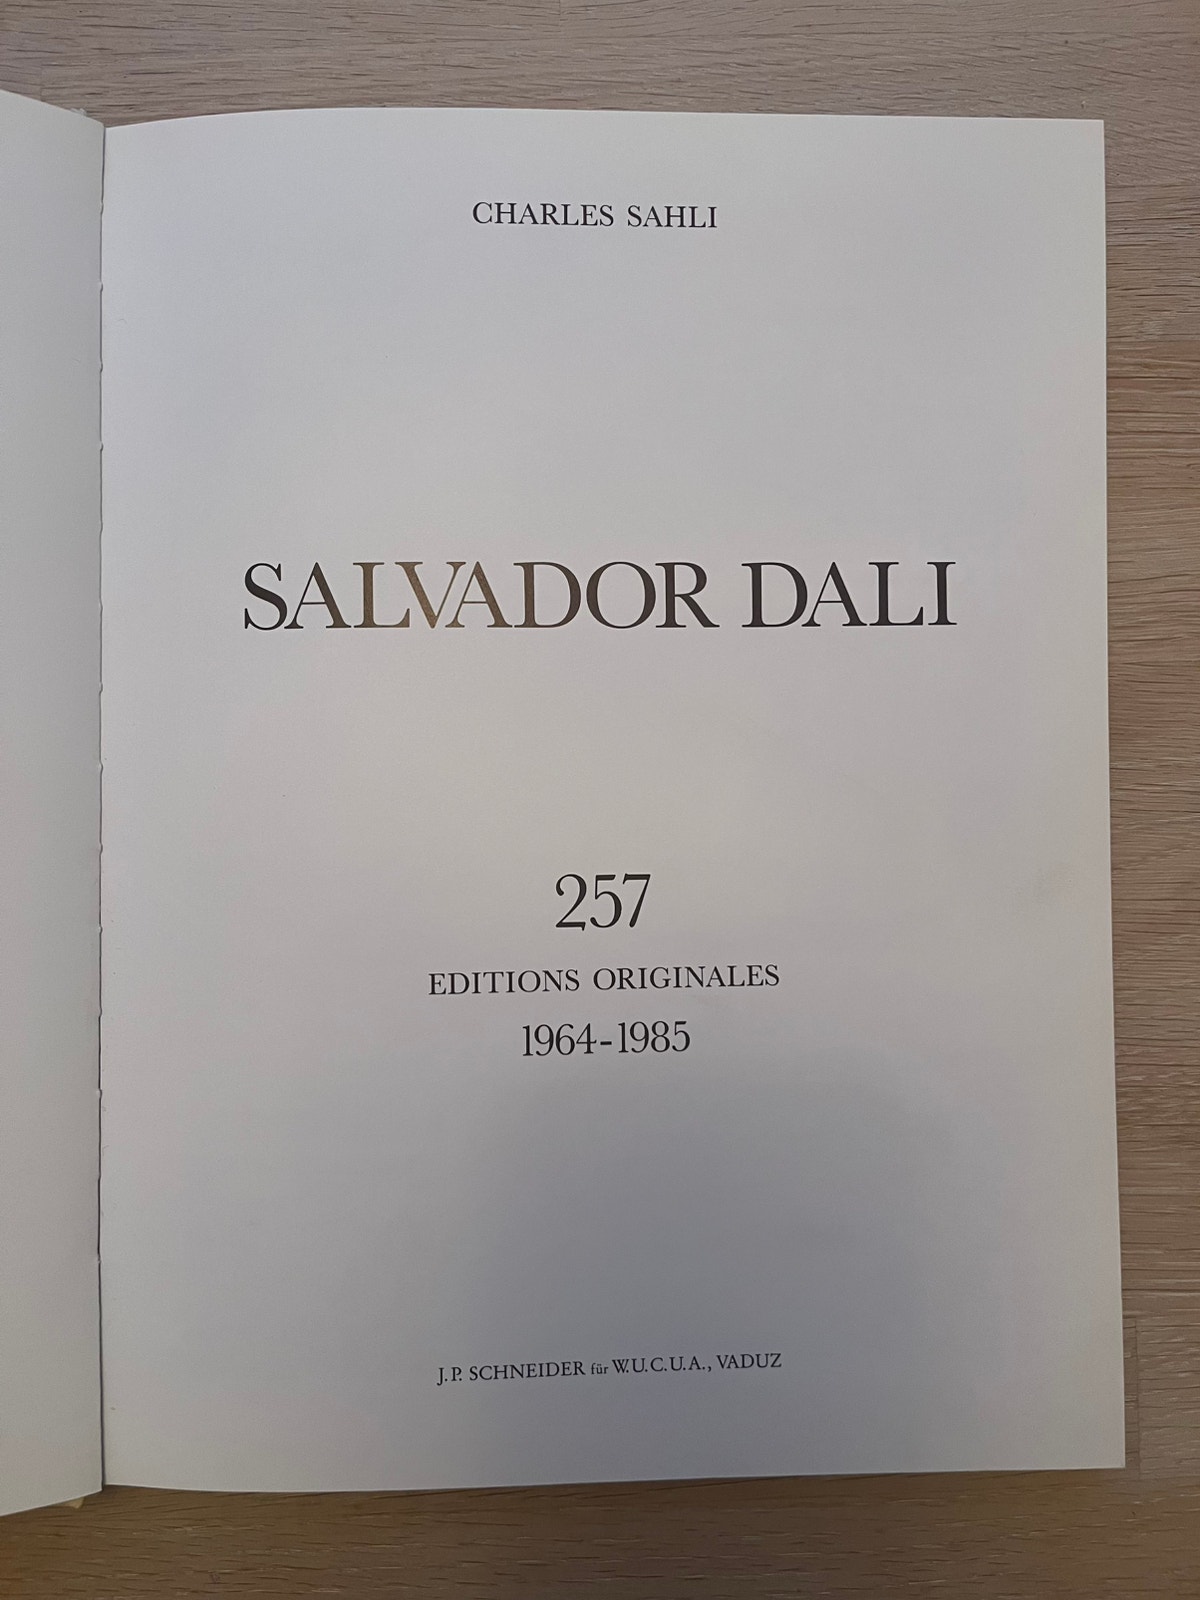 CHARLES SAHLI
SALVADOR DALI
257
EDITIONS ORIGINALES
1964-1985
J.P. SCHNEIDER für W.U.C.U.A., VADUZ